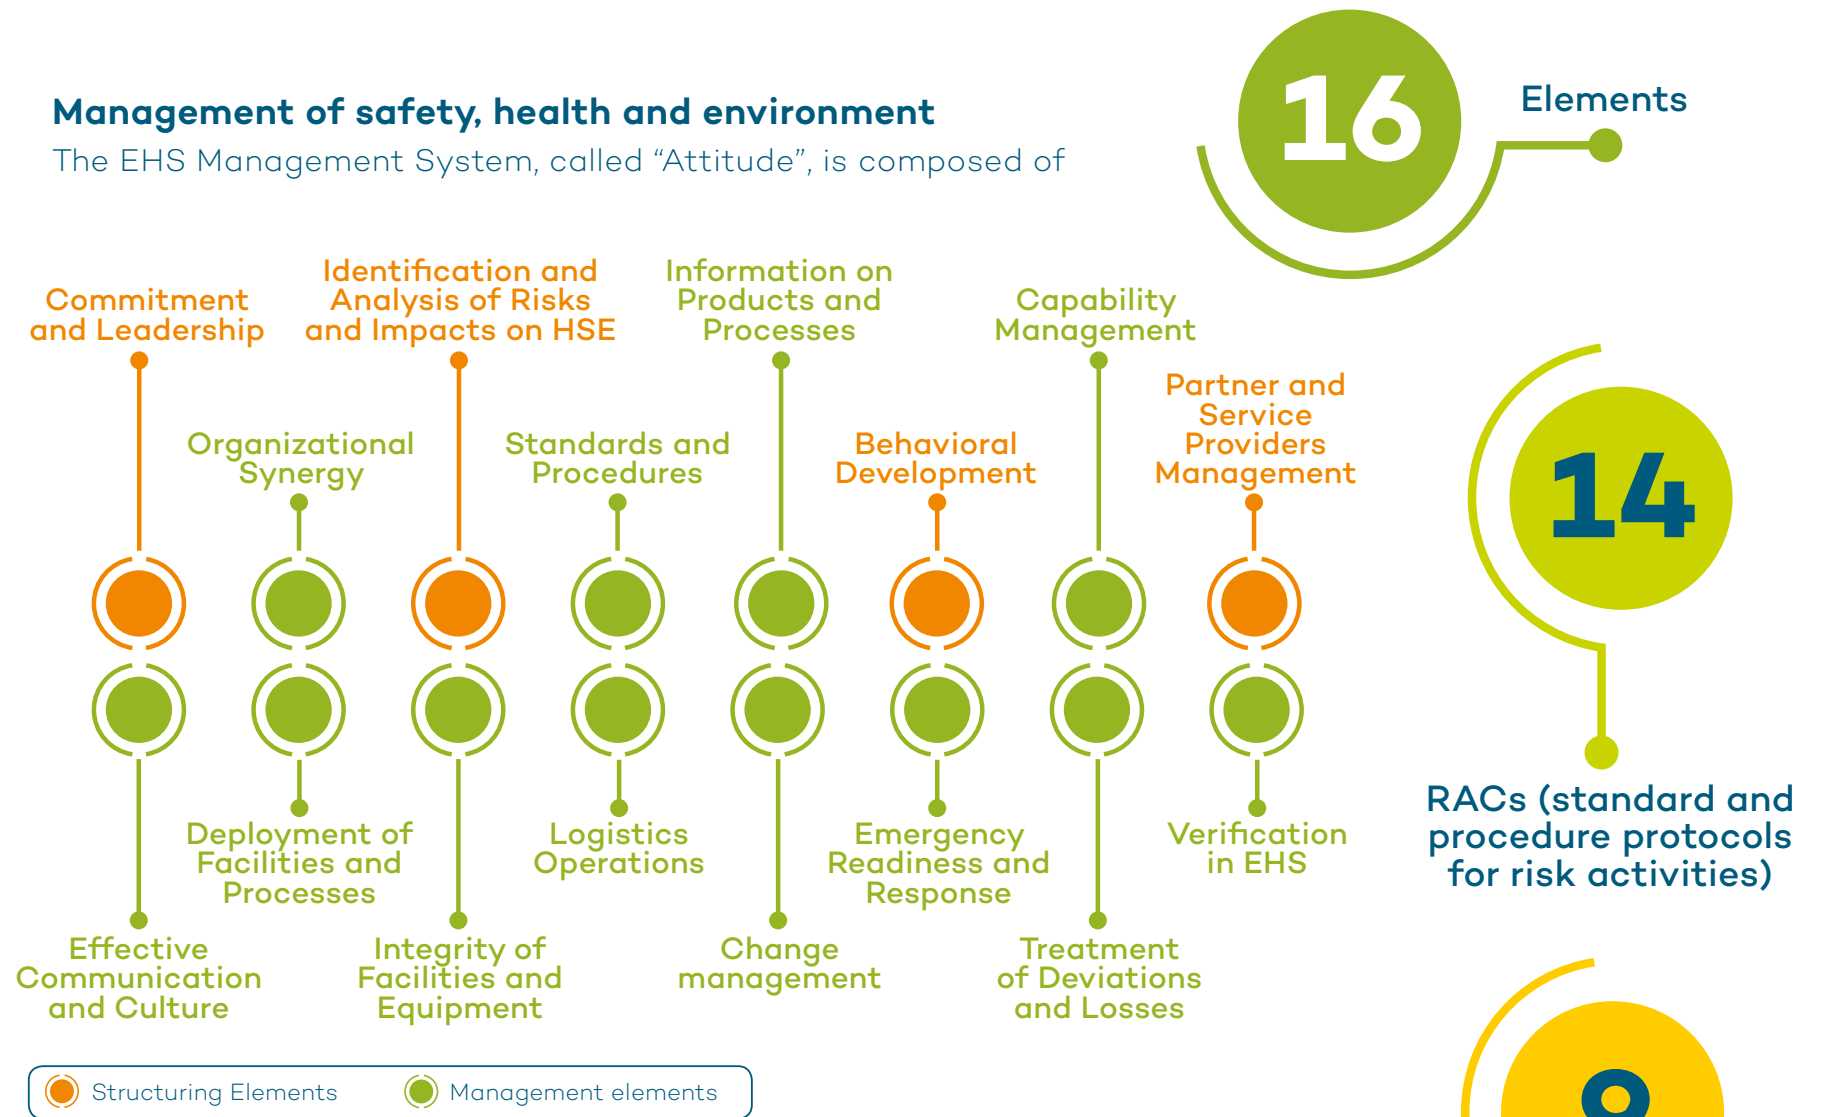 Management of safety, health and environment
The EHS Management System, called “Attitude”, is composed of
16
Elements
Commitment
and Leadership
Identification and
Analysis of Risks
and Impacts on HSE
Information on
Products and
Processes
Capability
Management
Organizational
Synergy
Standards and
Procedures
Behavioral
Development
Partner and
Service
Providers
Management
14
RACs (standard and
procedure protocols
for risk activities)
Deployment of
Facilities and
Processes
Logistics
Operations
Emergency
Readiness and
Response
Verification
in EHS
Effective
Communication
and Culture
Integrity of
Facilities and
Equipment
Change
management
Treatment
of Deviations
and Losses
Structuring Elements
Management elements